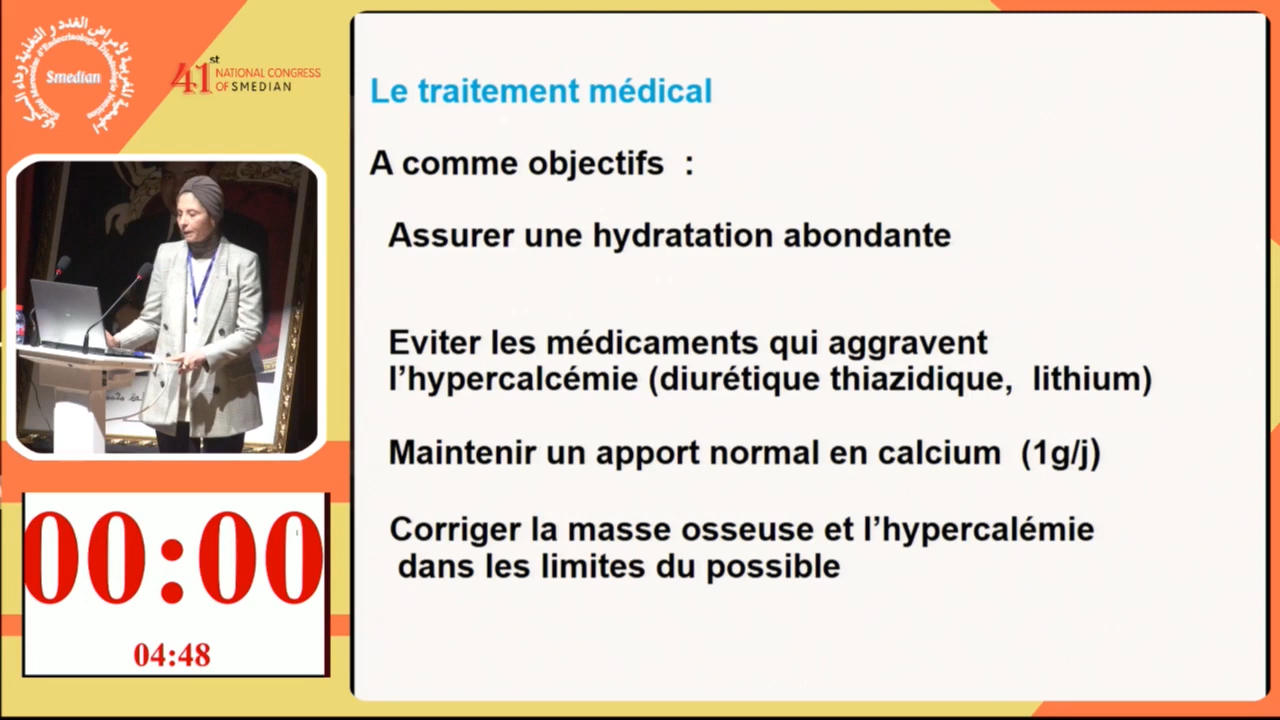 Smedian
41st NATIONAL CONGRESS
OF SMEDIAN
Le traitement médical
A comme objectifs :
Assurer une hydratation abondante
Eviter les médicaments qui aggravent
l’hypercalcémie (diurétique thiazidique, lithium)
Maintenir un apport normal en calcium (1g/j)
Corriger la masse osseuse et l’hypercalémie
dans les limites du possible
00:00
04:48